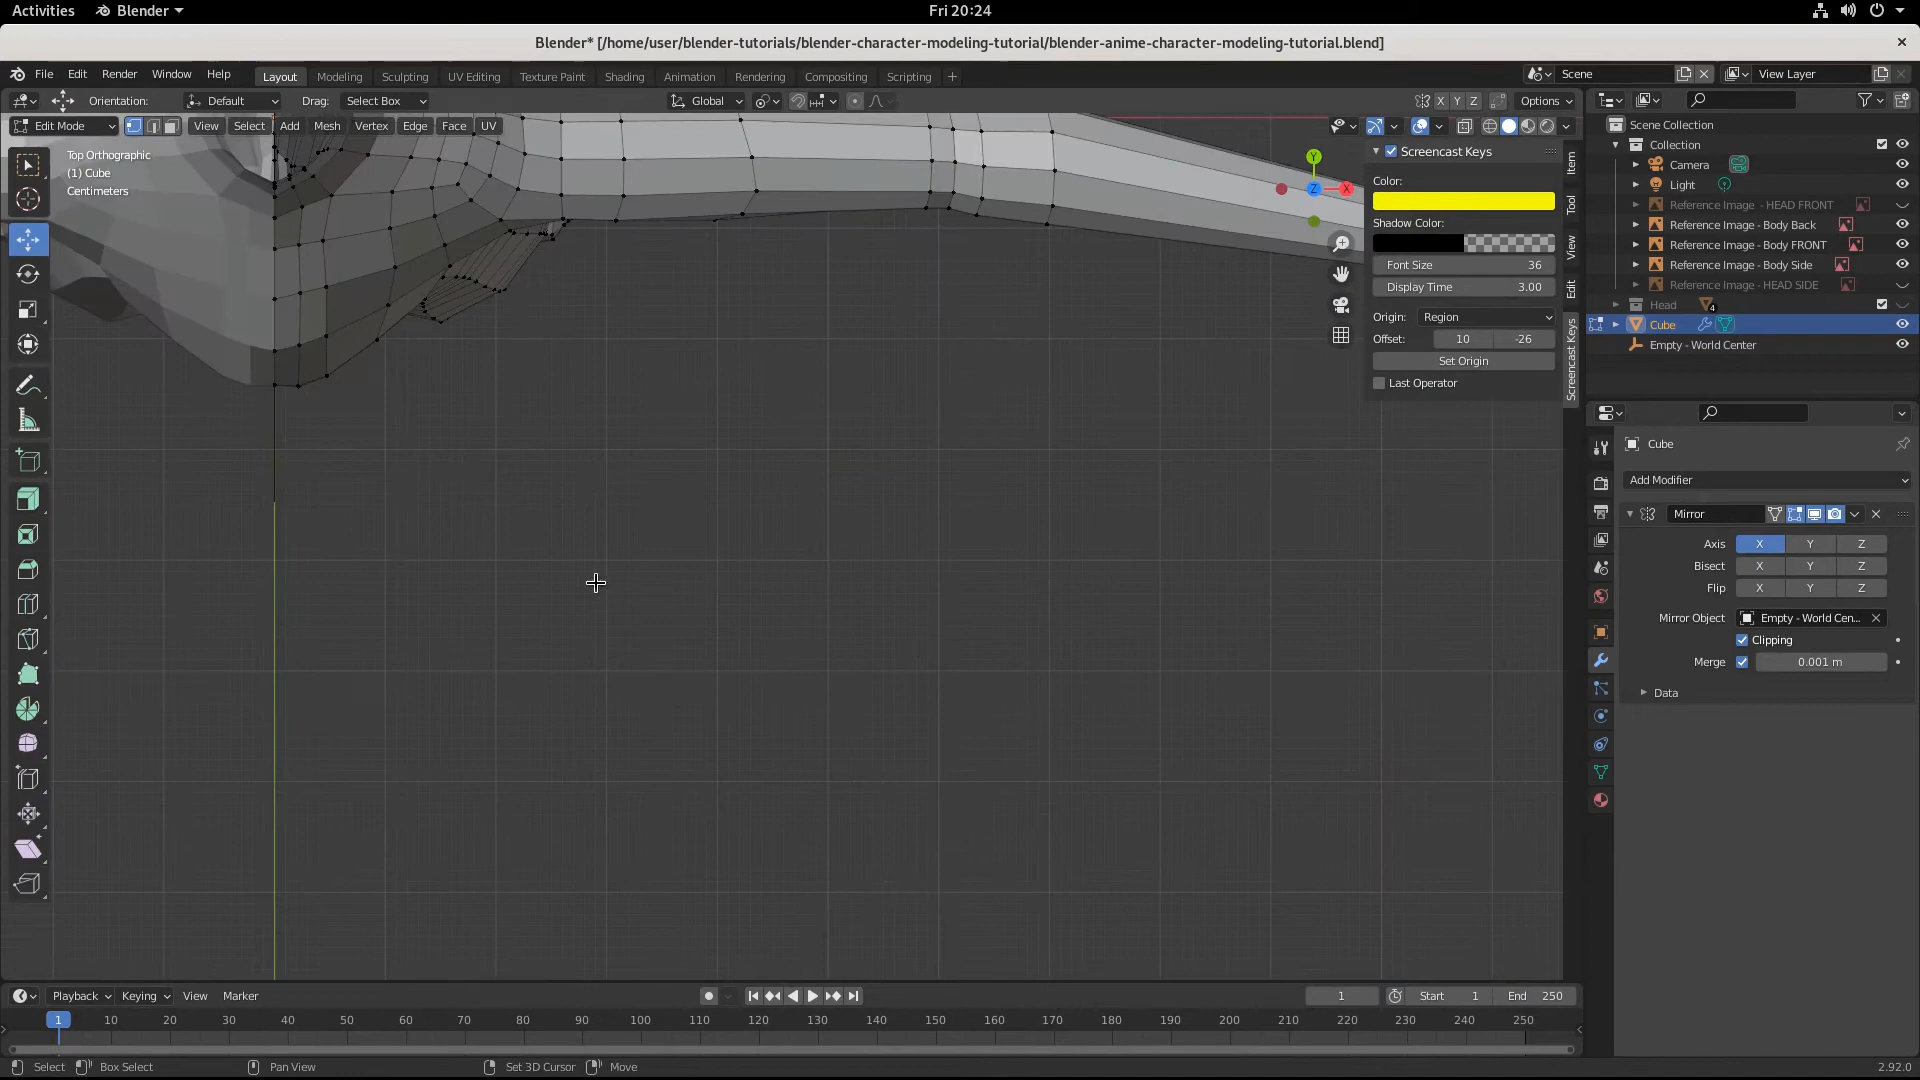 Activities Blender Fri 20:24
Blender* [/home/user/blender-tutorials/blender-character-modeling-tutorial/blender-anime-character-modeling-tutorial.blend]
File Edit Render Window Help Layout Modeling Sculpting UV Editing Texture Paint Shading Animation Rendering Compositing Scripting Scene View Layer
Orientation: Default Drag: Select Box Global X Y Z Options
Edit Mode View Select Add Mesh Vertex Edge Face UV
Top Orthographic
(1) Cube
Centimeters
Y
Z X
Screencast Keys
Color:
Shadow Color:
Font Size 36
Display Time 3.00
Origin: Region
Offset: 10 -26
Set Origin
Last Operator
Item
Tool
View
Edit
Screencast Keys
Scene Collection
Collection
Camera
Light
Reference Image - HEAD FRONT
Reference Image - Body Back
Reference Image - Body FRONT
Reference Image - Body Side
Reference Image - HEAD SIDE
Head 4
Cube
Empty - World Center
Cube
Add Modifier
Mirror
Axis X Y Z
Bisect X Y Z
Flip X Y Z
Mirror Object Empty - World Cen...
Clipping
Merge 0.001 m
Data
Playback Keying View Marker 1 Start 1 End 250
1 10 20 30 40 50 60 70 80 90 100 110 120 130 140 150 160 170 180 190 200 210 220 230 240 250
Select Box Select Pan View Set 3D Cursor Move 2.92.0